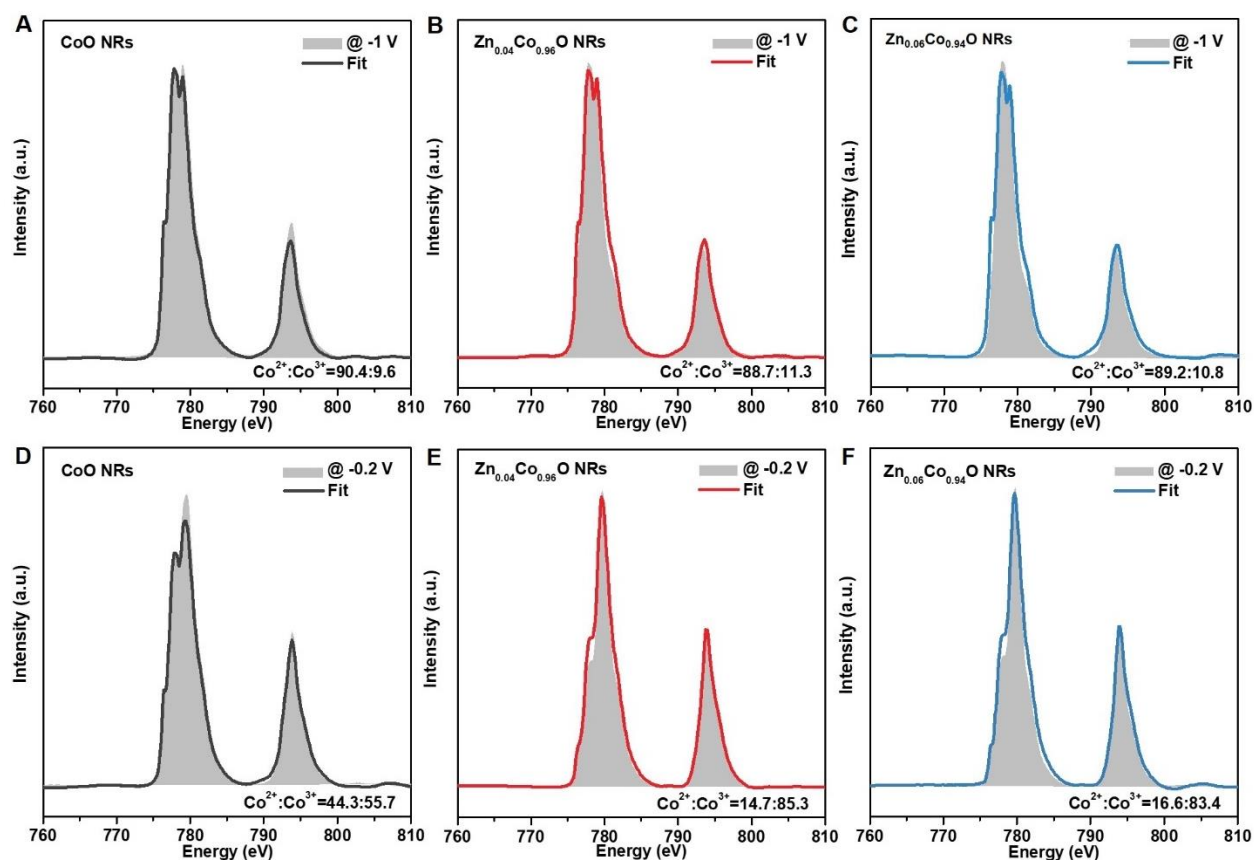 A
CoO NRs
@ -1 V
Fit
Intensity (a.u.)
Co²⁺:Co³⁺=90.4:9.6
760 770 780 790 800 810
Energy (eV)
B
Zn₀.₀₄Co₀.₉₆O NRs
@ -1 V
Fit
Intensity (a.u.)
Co²⁺:Co³⁺=88.7:11.3
760 770 780 790 800 810
Energy (eV)
C
Zn₀.₀₆Co₀.₉₄O NRs
@ -1 V
Fit
Intensity (a.u.)
Co²⁺:Co³⁺=89.2:10.8
760 770 780 790 800 810
Energy (eV)
D
CoO NRs
@ -0.2 V
Fit
Intensity (a.u.)
Co²⁺:Co³⁺=44.3:55.7
760 770 780 790 800 810
Energy (eV)
E
Zn₀.₀₄Co₀.₉₆O NRs
@ -0.2 V
Fit
Intensity (a.u.)
Co²⁺:Co³⁺=14.7:85.3
760 770 780 790 800 810
Energy (eV)
F
Zn₀.₀₆Co₀.₉₄O NRs
@ -0.2 V
Fit
Intensity (a.u.)
Co²⁺:Co³⁺=16.6:83.4
760 770 780 790 800 810
Energy (eV)